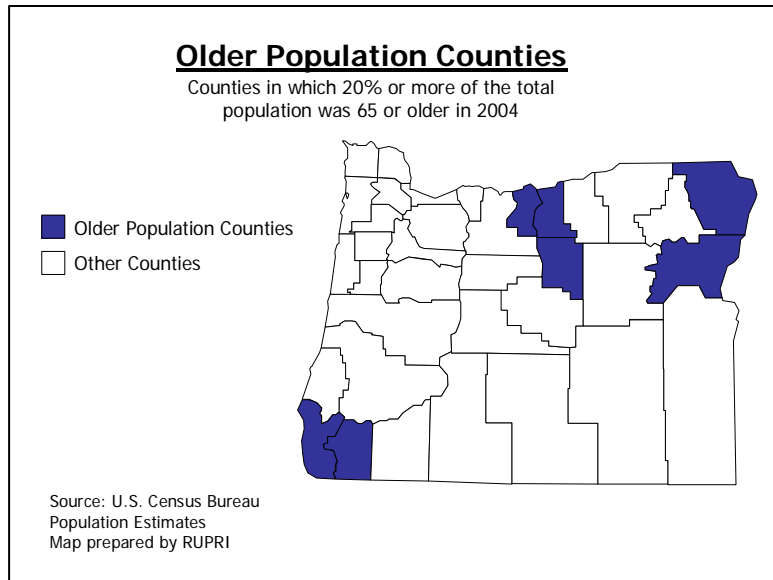 Older Population Counties
Counties in which 20% or more of the total
population was 65 or older in 2004
Older Population Counties
Other Counties
Source: U.S. Census Bureau
Population Estimates
Map prepared by RUPRI